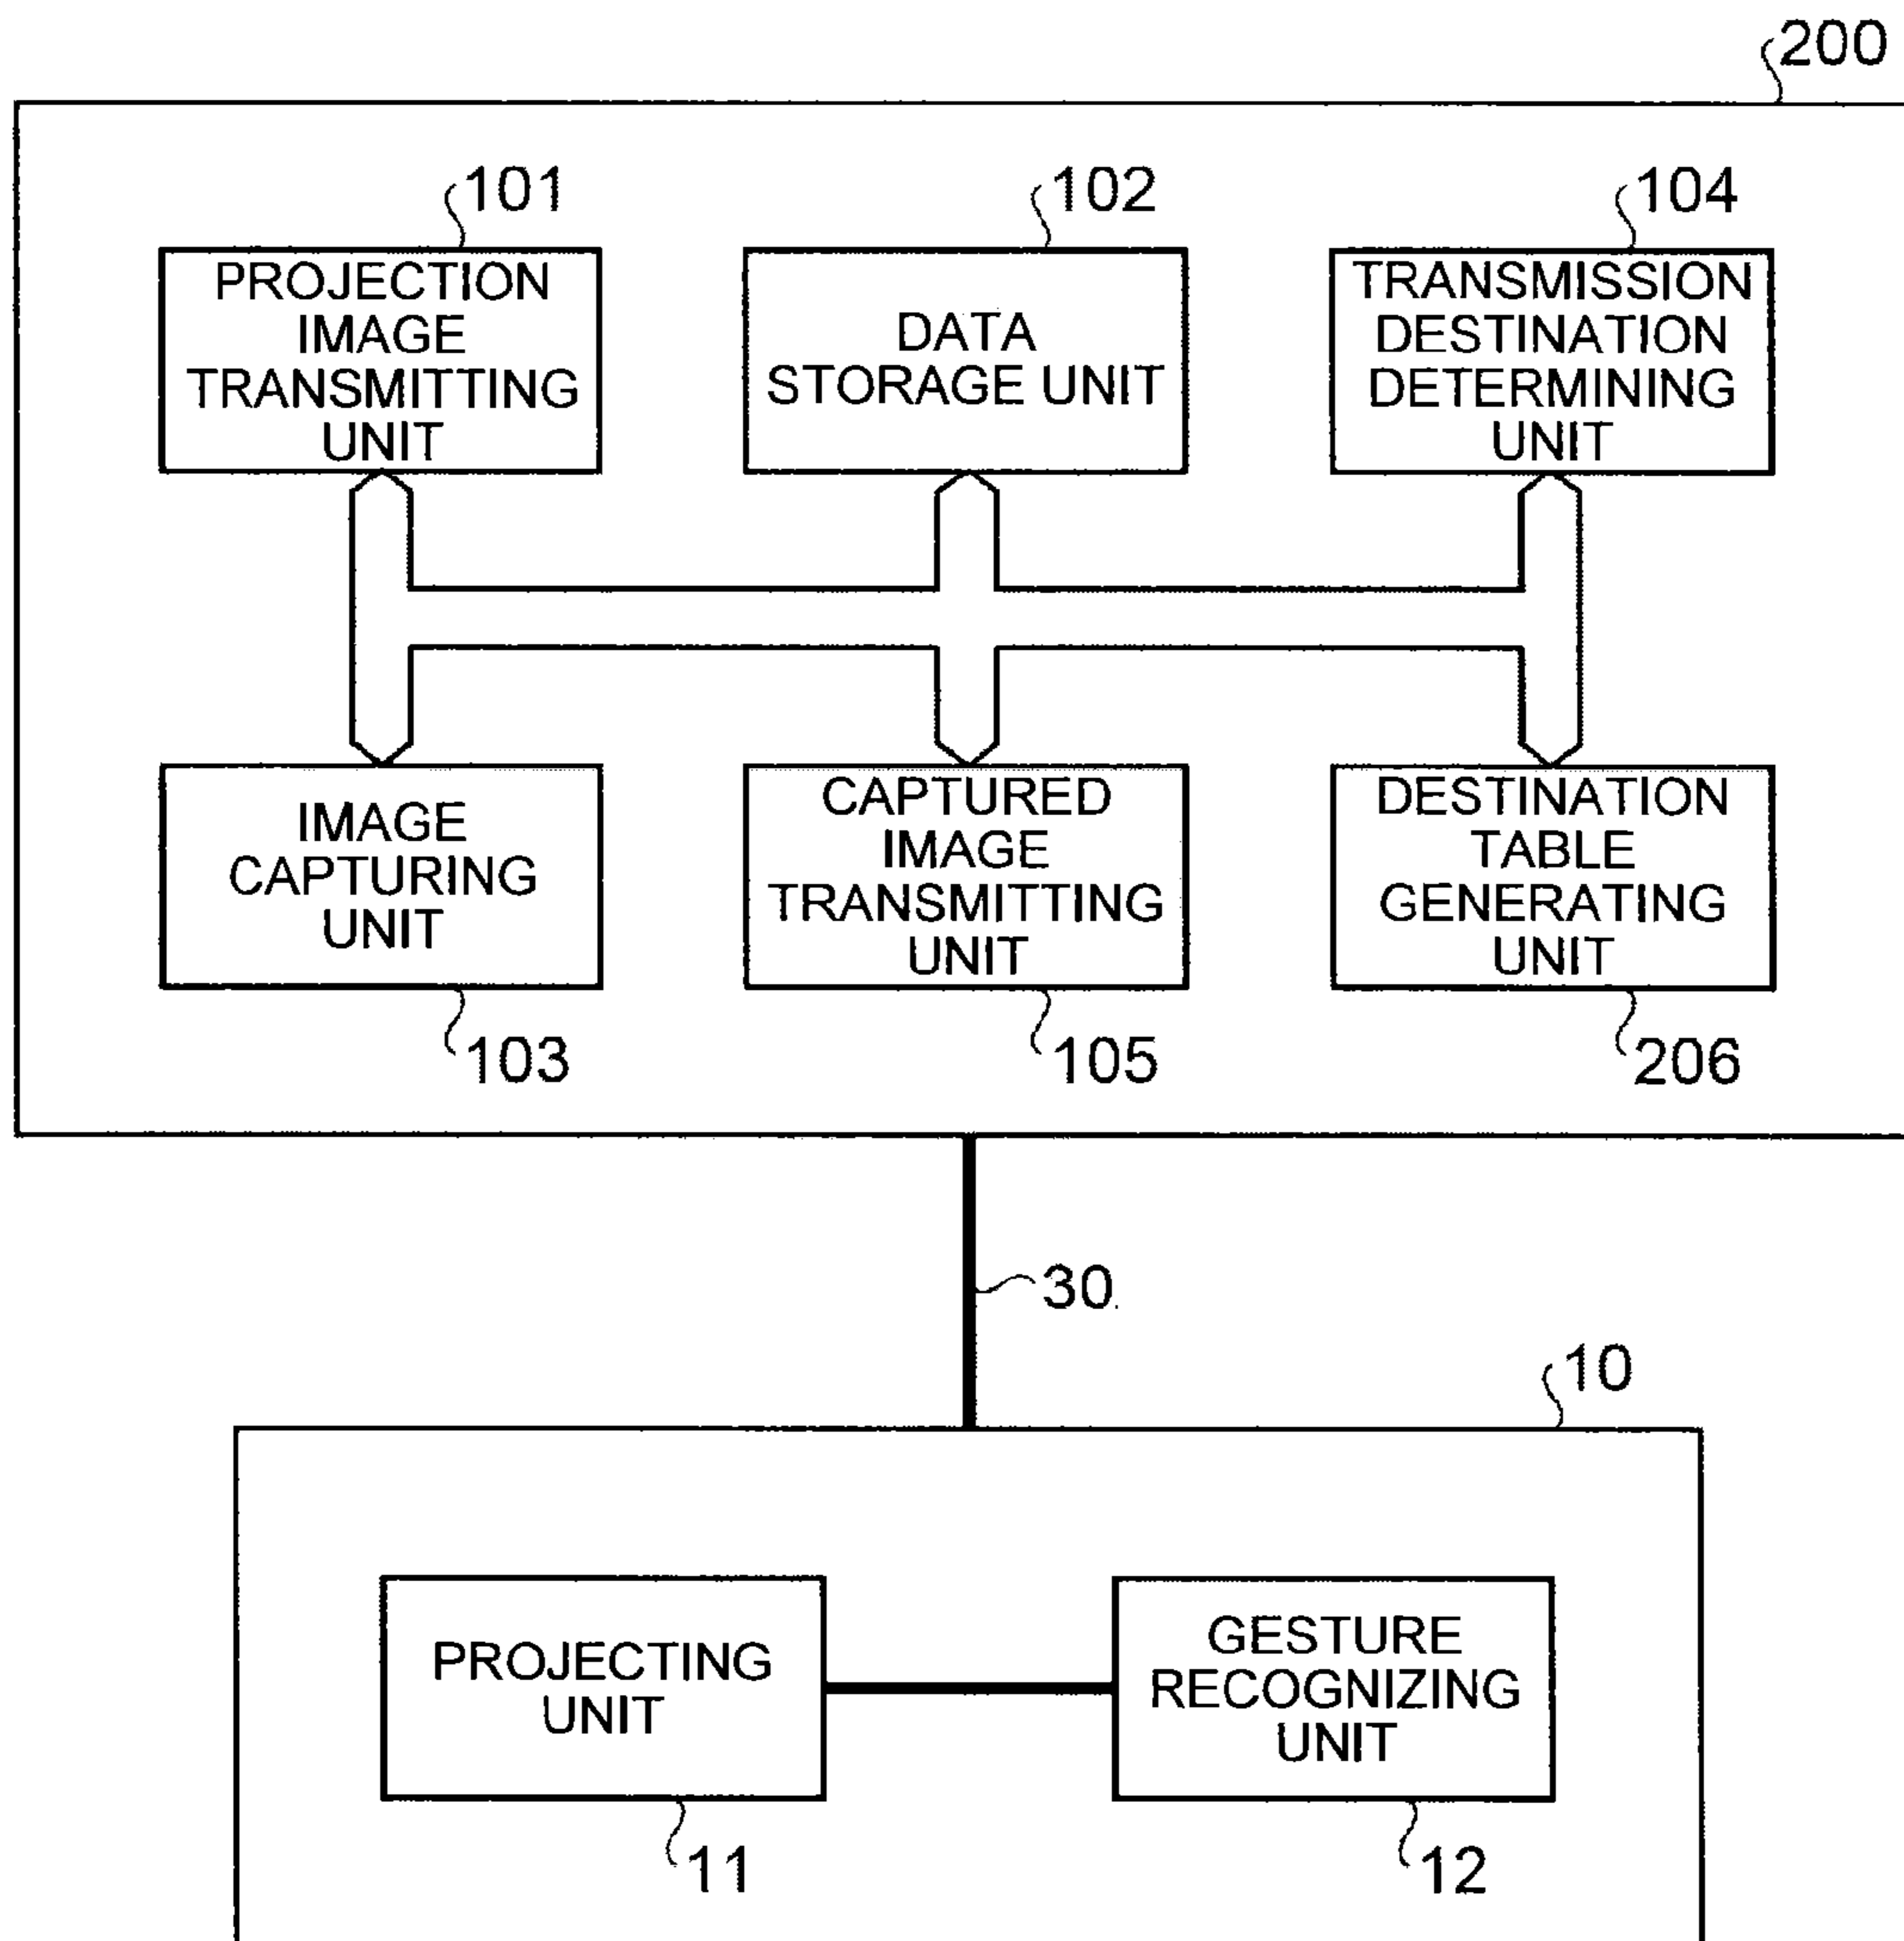 200
101
102
104
PROJECTION
IMAGE
TRANSMITTING
UNIT
DATA
STORAGE UNIT
TRANSMISSION
DESTINATION
DETERMINING
UNIT
IMAGE
CAPTURING
UNIT
CAPTURED
IMAGE
TRANSMITTING
UNIT
DESTINATION
TABLE
GENERATING
UNIT
103
105
206
30
10
PROJECTING
UNIT
GESTURE
RECOGNIZING
UNIT
11
12